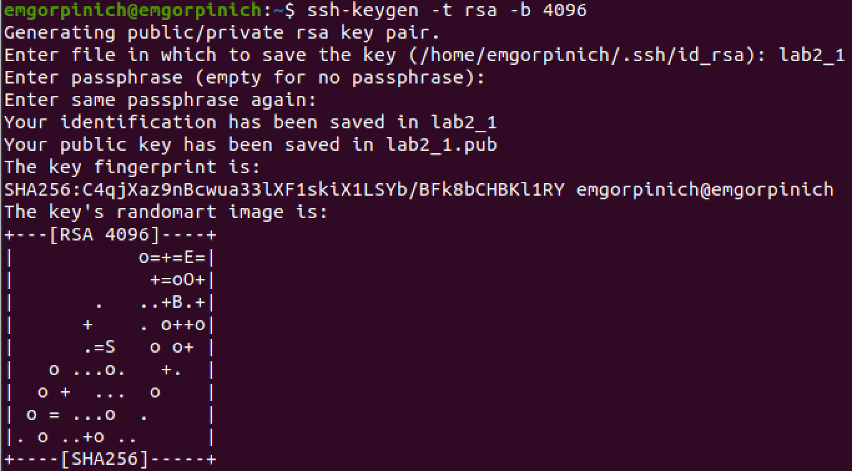 emgorpinich@emgorpinich:~$ ssh-keygen -t rsa -b 4096
Generating public/private rsa key pair.
Enter file in which to save the key (/home/emgorpinich/.ssh/id_rsa): lab2_1
Enter passphrase (empty for no passphrase):
Enter same passphrase again:
Your identification has been saved in lab2_1
Your public key has been saved in lab2_1.pub
The key fingerprint is:
SHA256:C4qjXaz9nBcwua33lXF1skiX1LSYb/BFk8bCHBKl1RY emgorpinich@emgorpinich
The key's randomart image is:
+---[RSA 4096]----+
|           o=+=E=|
|            +=oO+|
|       .   ..+B.+|
|      +    . o++o|
|      .=S   o o+ |
|   o ...o.   +.  |
|  o +  ...  o    |
| o = ...o  .     |
|. o ..+o ..      |
+----[SHA256]-----+